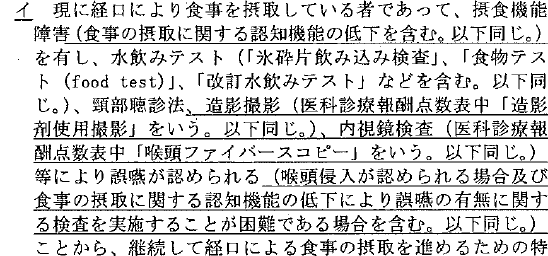 イ 現に経口により食事を摂取している者であって、摂食機能
障害(食事の摂取に関する認知機能の低下を含む。以下同じ。)
を有し、水飲みテスト(「氷砕片飲み込み検査」、「食物テス
ト(food test)」、「改訂水飲みテスト」などを含む。以下同
じ。)、頸部聴診法、造影撮影(医科診療報酬点数表中「造影
剤使用撮影」をいう。以下同じ。)、内視鏡検査(医科診療報
酬点数表中「喉頭ファイバースコピー」をいう。以下同じ。)
等により誤嚥が認められる(喉頭侵入が認められる場合及び
食事の摂取に関する認知機能の低下により誤嚥の有無に関す
る検査を実施することが困難である場合を含む。以下同じ。)
ことから、継続して経口による食事の摂取を進めるための特